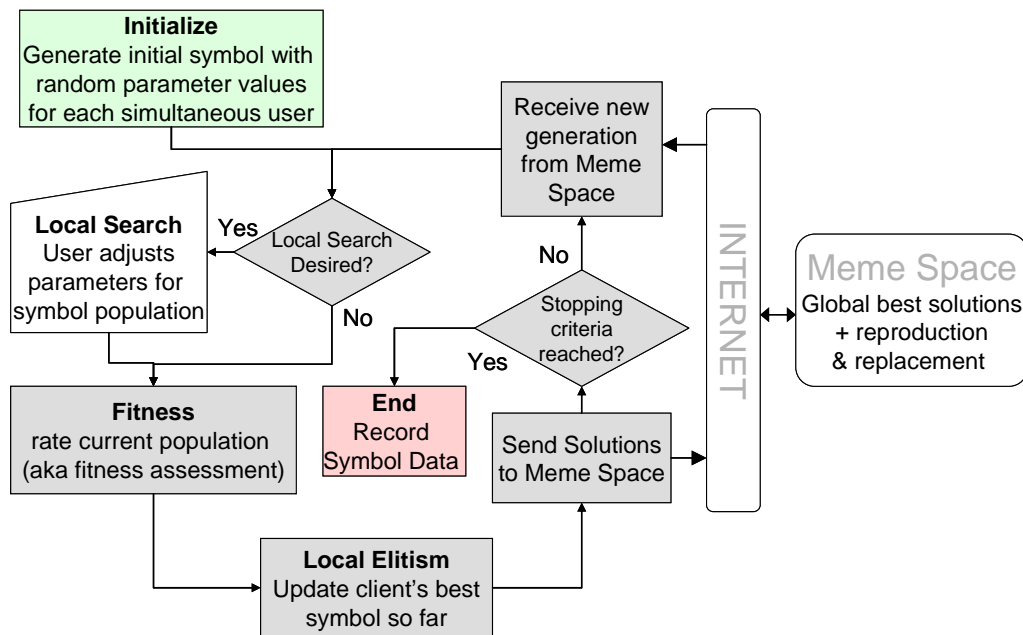 Initialize
Generate initial symbol with
random parameter values
for each simultaneous user
Receive new
generation
from Meme
Space
Local Search
User adjusts
parameters for
symbol population
Yes
Local Search
Desired?
No
No
Stopping
criteria
reached?
Yes
INTERNET
Meme Space
Global best solutions
+ reproduction
& replacement
Fitness
rate current population
(aka fitness assessment)
End
Record
Symbol Data
Send Solutions
to Meme Space
Local Elitism
Update client's best
symbol so far